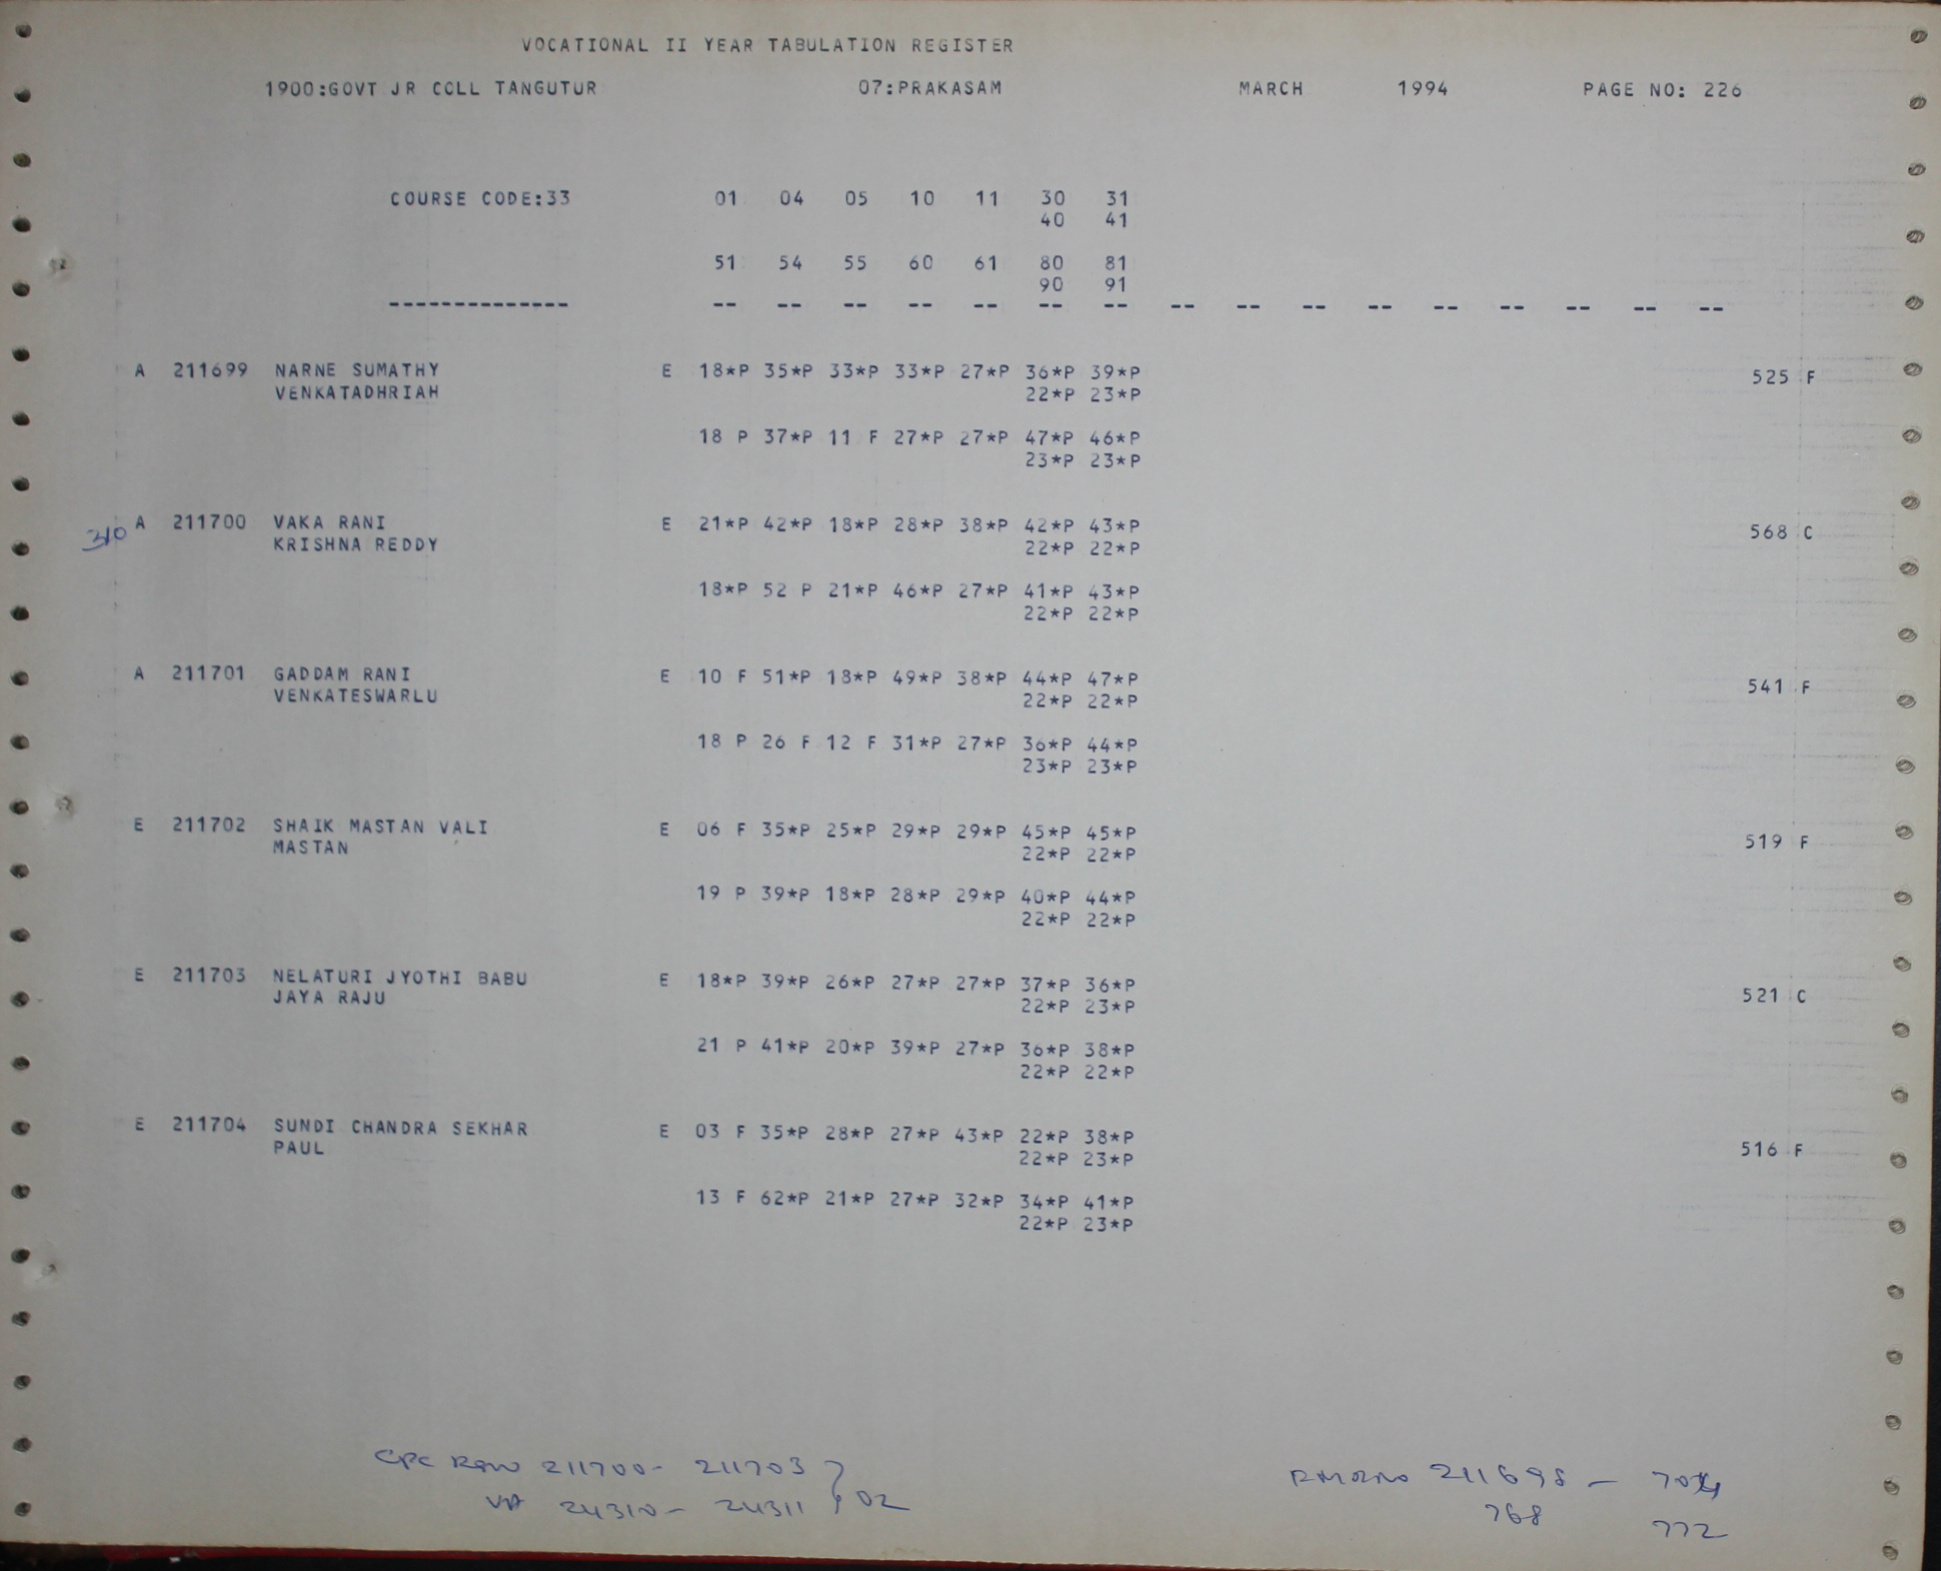 VOCATIONAL II YEAR TABULATION REGISTER
1900:GOVT JR COLL TANGUTUR 07:PRAKASAM MARCH 1994 PAGE NO: 226
COURSE CODE:33 01 04 05 10 11 30 31
40 41
51 54 55 60 61 80 81
90 91
-------------- -- -- -- -- -- -- -- -- -- -- -- -- -- -- -- --
A 211699 NARNE SUMATHY E 18*P 35*P 33*P 33*P 27*P 36*P 39*P 525 F
VENKATADHRIAH 22*P 23*P
18 P 37*P 11 F 27*P 27*P 47*P 46*P
23*P 23*P
310 A 211700 VAKA RANI E 21*P 42*P 18*P 28*P 38*P 42*P 43*P 568 C
KRISHNA REDDY 22*P 22*P
18*P 52 P 21*P 46*P 27*P 41*P 43*P
22*P 22*P
A 211701 GADDAM RANI E 10 F 51*P 18*P 49*P 38*P 44*P 47*P 541 F
VENKATESWARLU 22*P 22*P
18 P 26 F 12 F 31*P 27*P 36*P 44*P
23*P 23*P
E 211702 SHAIK MASTAN VALI E 06 F 35*P 25*P 29*P 29*P 45*P 45*P 519 F
MASTAN 22*P 22*P
19 P 39*P 18*P 28*P 29*P 40*P 44*P
22*P 22*P
E 211703 NELATURI JYOTHI BABU E 18*P 39*P 26*P 27*P 27*P 37*P 36*P 521 C
JAYA RAJU 22*P 23*P
21 P 41*P 20*P 39*P 27*P 36*P 38*P
22*P 22*P
E 211704 SUNDI CHANDRA SEKHAR E 03 F 35*P 28*P 27*P 43*P 22*P 38*P 516 F
PAUL 22*P 23*P
13 F 62*P 21*P 27*P 32*P 34*P 41*P
22*P 23*P
211700 - 211703 } 02
24310 - 24311
211698 - 704
768 772